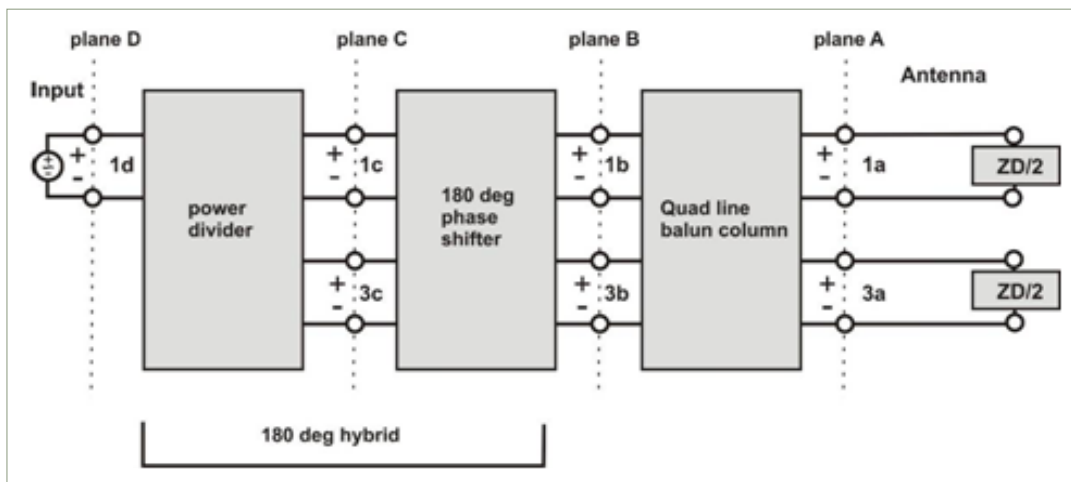 plane D
plane C
plane B
plane A
Input
Antenna
+
-
1d
+
-
1c
+
-
1b
+
-
1a
ZD/2
power
divider
180 deg
phase
shifter
Quad line
balun column
+
-
3c
+
-
3b
+
-
3a
ZD/2
180 deg hybrid